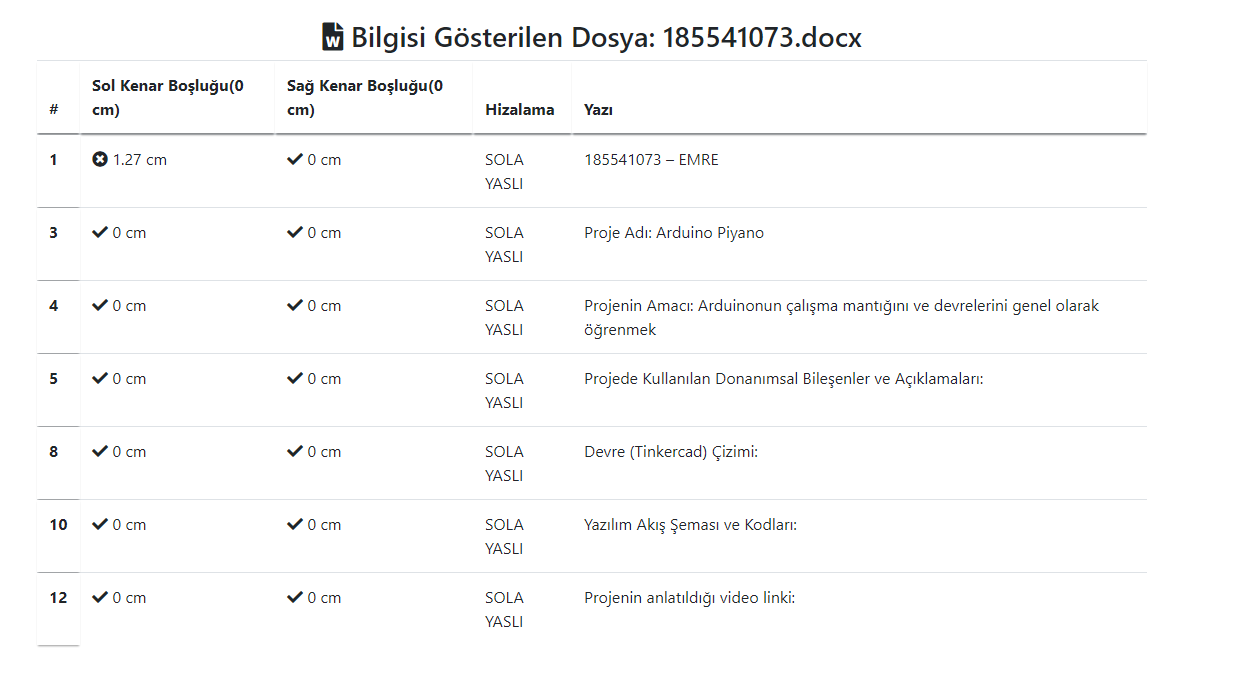 Bilgisi Gösterilen Dosya: 185541073.docx
# Sol Kenar Boşluğu(0 cm) Sağ Kenar Boşluğu(0 cm) Hizalama Yazı
1 1.27 cm 0 cm SOLA YASLI 185541073 – EMRE
3 0 cm 0 cm SOLA YASLI Proje Adı: Arduino Piyano
4 0 cm 0 cm SOLA YASLI Projenin Amacı: Arduinonun çalışma mantığını ve devrelerini genel olarak öğrenmek
5 0 cm 0 cm SOLA YASLI Projede Kullanılan Donanımsal Bileşenler ve Açıklamaları:
8 0 cm 0 cm SOLA YASLI Devre (Tinkercad) Çizimi:
10 0 cm 0 cm SOLA YASLI Yazılım Akış Şeması ve Kodları:
12 0 cm 0 cm SOLA YASLI Projenin anlatıldığı video linki: